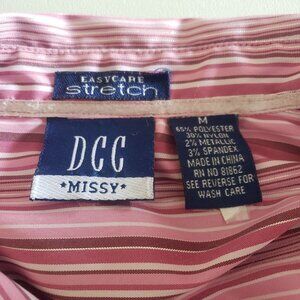 EASYCARE
stretch
DCC
*MISSY*
M
65% POLYESTER
30% NYLON
2% METALLIC
3% SPANDEX
MADE IN CHINA
RN NO 81862
SEE REVERSE FOR
WASH CARE